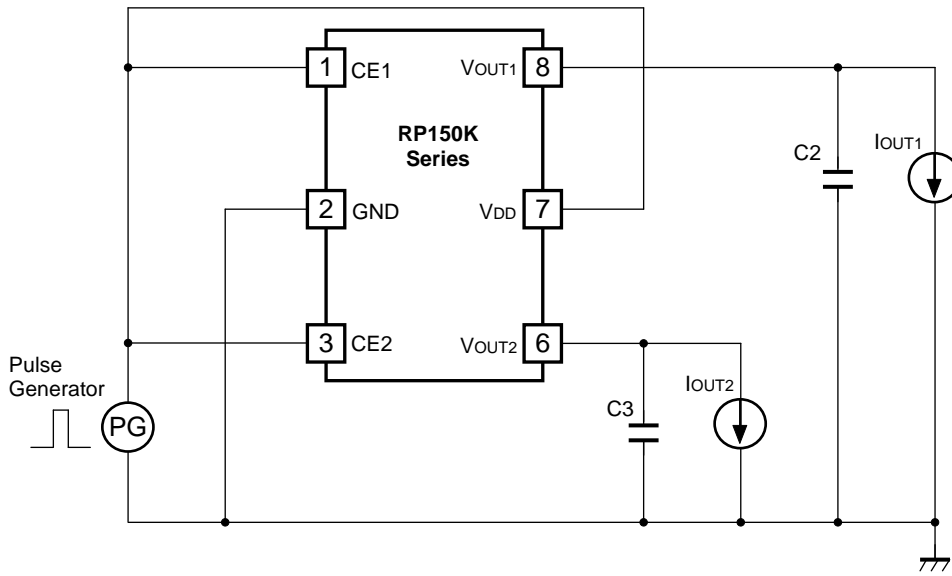 1
CE1
VOUT1
8
RP150K
Series
C2
IOUT1
2
GND
VDD
7
3
CE2
VOUT2
6
Pulse
Generator
PG
C3
IOUT2